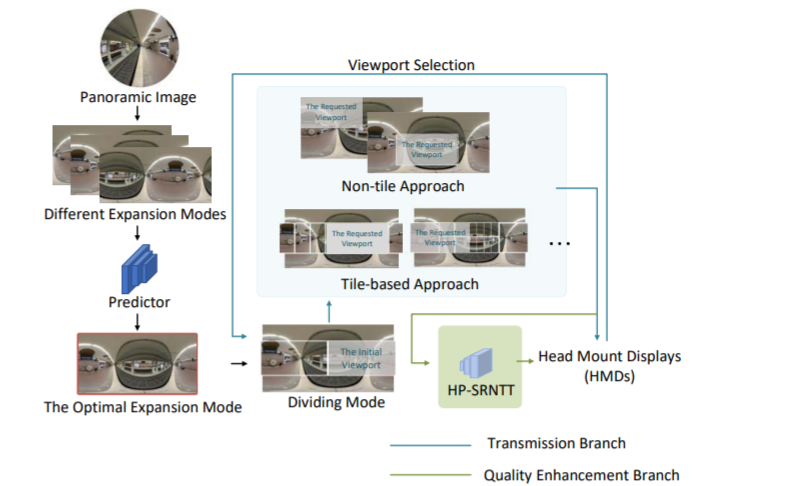 Viewport Selection
Panoramic Image
The Requested
Viewport
The Requested
Viewport
Non-tile Approach
Different Expansion Modes
The Requested
Viewport
The Requested
Viewport
...
Tile-based Approach
Predictor
The Initial
Viewport
The Optimal Expansion Mode
Dividing Mode
HP-SRNTT
Head Mount Displays
(HMDs)
Transmission Branch
Quality Enhancement Branch